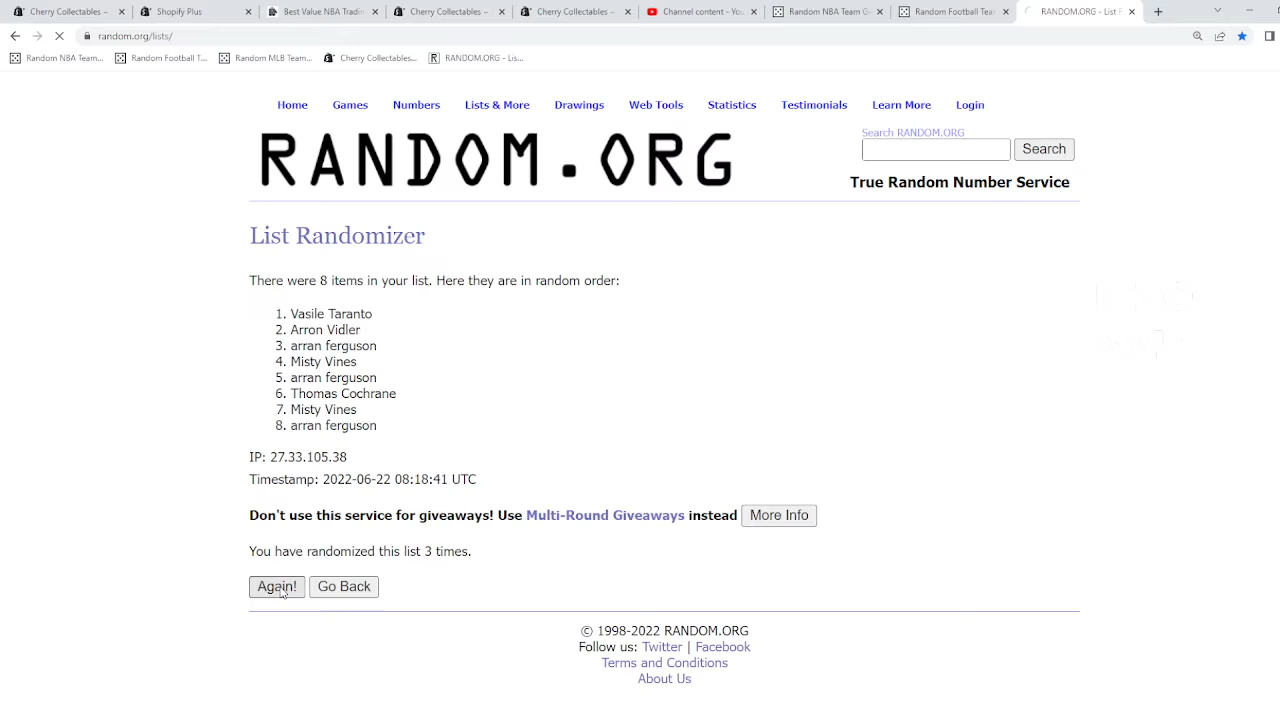 Cherry Collectables –
Shopify Plus
Best Value NBA Tradin
Cherry Collectables –
Cherry Collectables –
Channel content - You
Random NBA Team G
Random Football Tea
RANDOM.ORG - List R
random.org/lists/
Random NBA Team...
Random Football T...
Random MLB Team...
Cherry Collectables...
RANDOM.ORG - Lis...
Home
Games
Numbers
Lists & More
Drawings
Web Tools
Statistics
Testimonials
Learn More
Login
Search RANDOM.ORG
RANDOM.ORG
Search
True Random Number Service
List Randomizer
There were 8 items in your list. Here they are in random order:
1. Vasile Taranto
2. Arron Vidler
3. arran ferguson
4. Misty Vines
5. arran ferguson
6. Thomas Cochrane
7. Misty Vines
8. arran ferguson
IP: 27.33.105.38
Timestamp: 2022-06-22 08:18:41 UTC
Don't use this service for giveaways! Use Multi-Round Giveaways instead More Info
You have randomized this list 3 times.
Again! Go Back
© 1998-2022 RANDOM.ORG
Follow us: Twitter | Facebook
Terms and Conditions
About Us